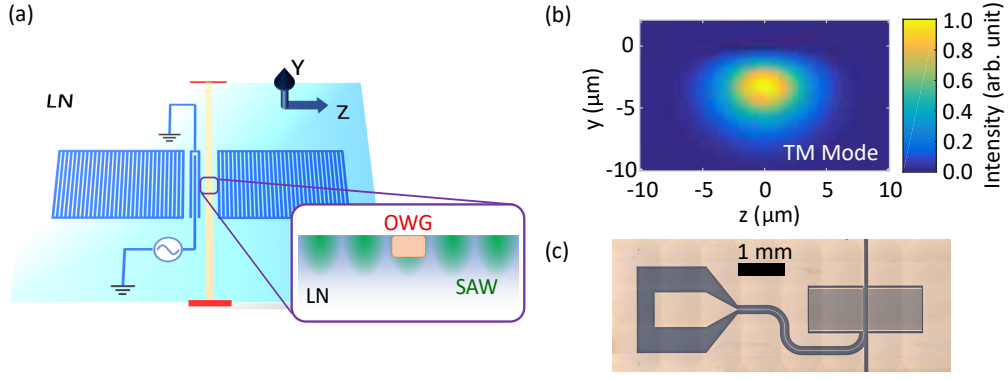 (a)
LN
Y
Z
OWG
LN
SAW
(b)
0
-5
-10
y (μm)
TM Mode
-10 -5 0 5 10
z (μm)
1.0
0.8
0.6
0.4
0.2
0.0
Intensity (arb. unit)
(c)
1 mm